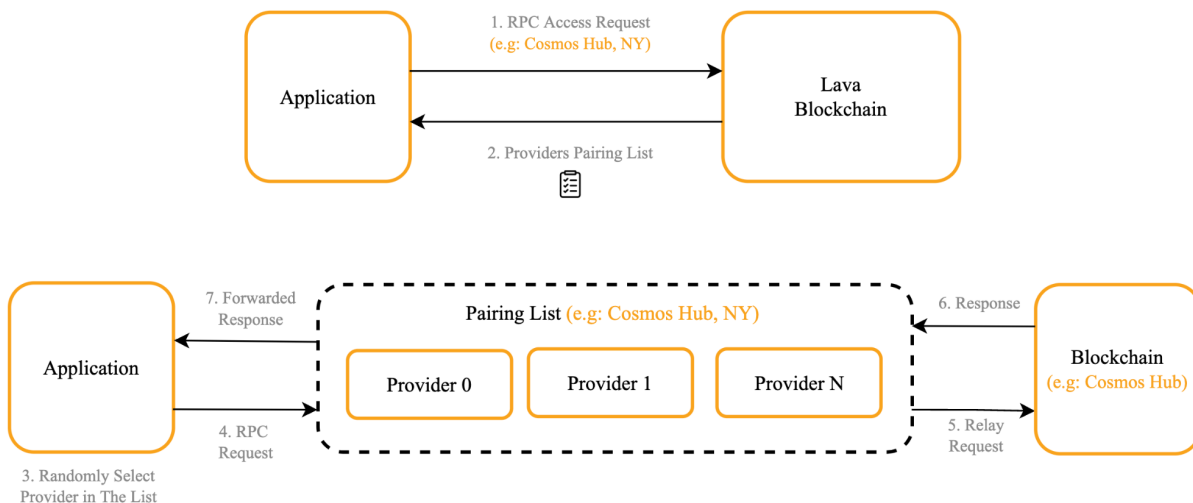 1. RPC Access Request
(e.g: Cosmos Hub, NY)
Application
Lava
Blockchain
2. Providers Pairing List
7. Forwarded
Response
Pairing List (e.g: Cosmos Hub, NY)
6. Response
Application
Provider 0
Provider 1
Provider N
Blockchain
(e.g: Cosmos Hub)
4. RPC
Request
5. Relay
Request
3. Randomly Select
Provider in The List